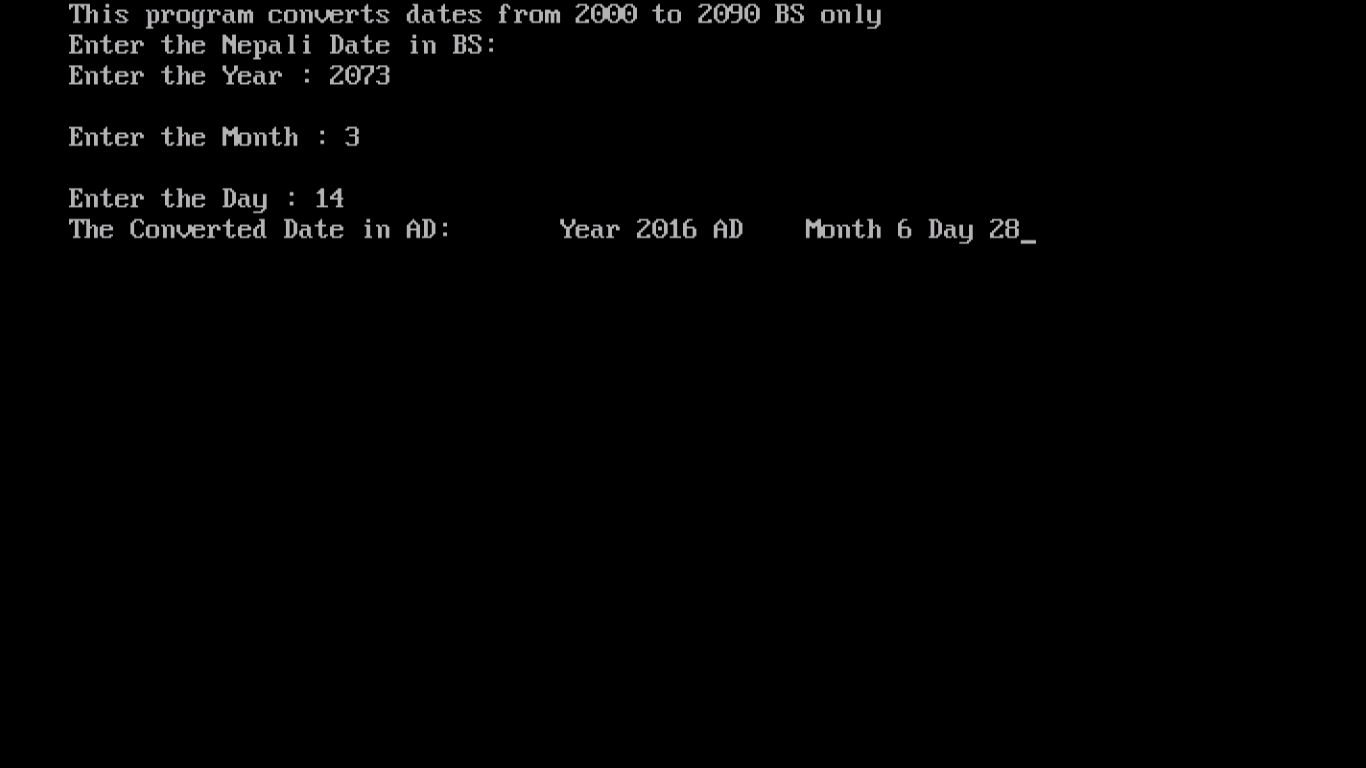 This program converts dates from 2000 to 2090 BS only
Enter the Nepali Date in BS:
Enter the Year : 2073
Enter the Month : 3
Enter the Day : 14
The Converted Date in AD:       Year 2016 AD    Month 6 Day 28_